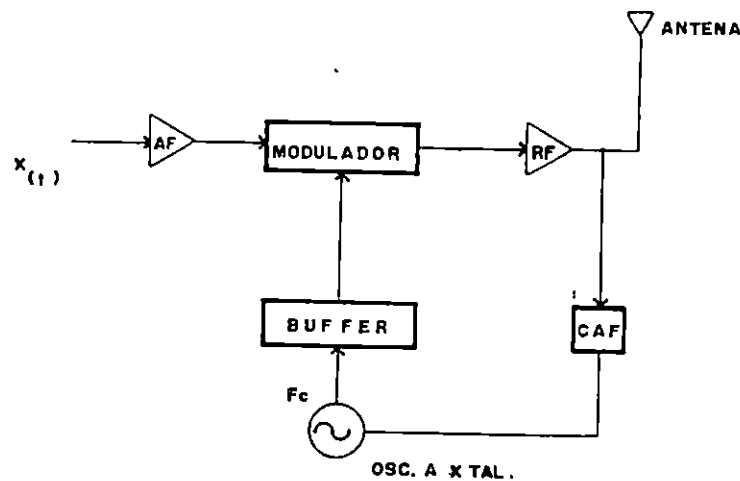 ANTENA
AF
MODULADOR
RF
X(t)
BUFFER
CAF
Fc
OSC. A XTAL.